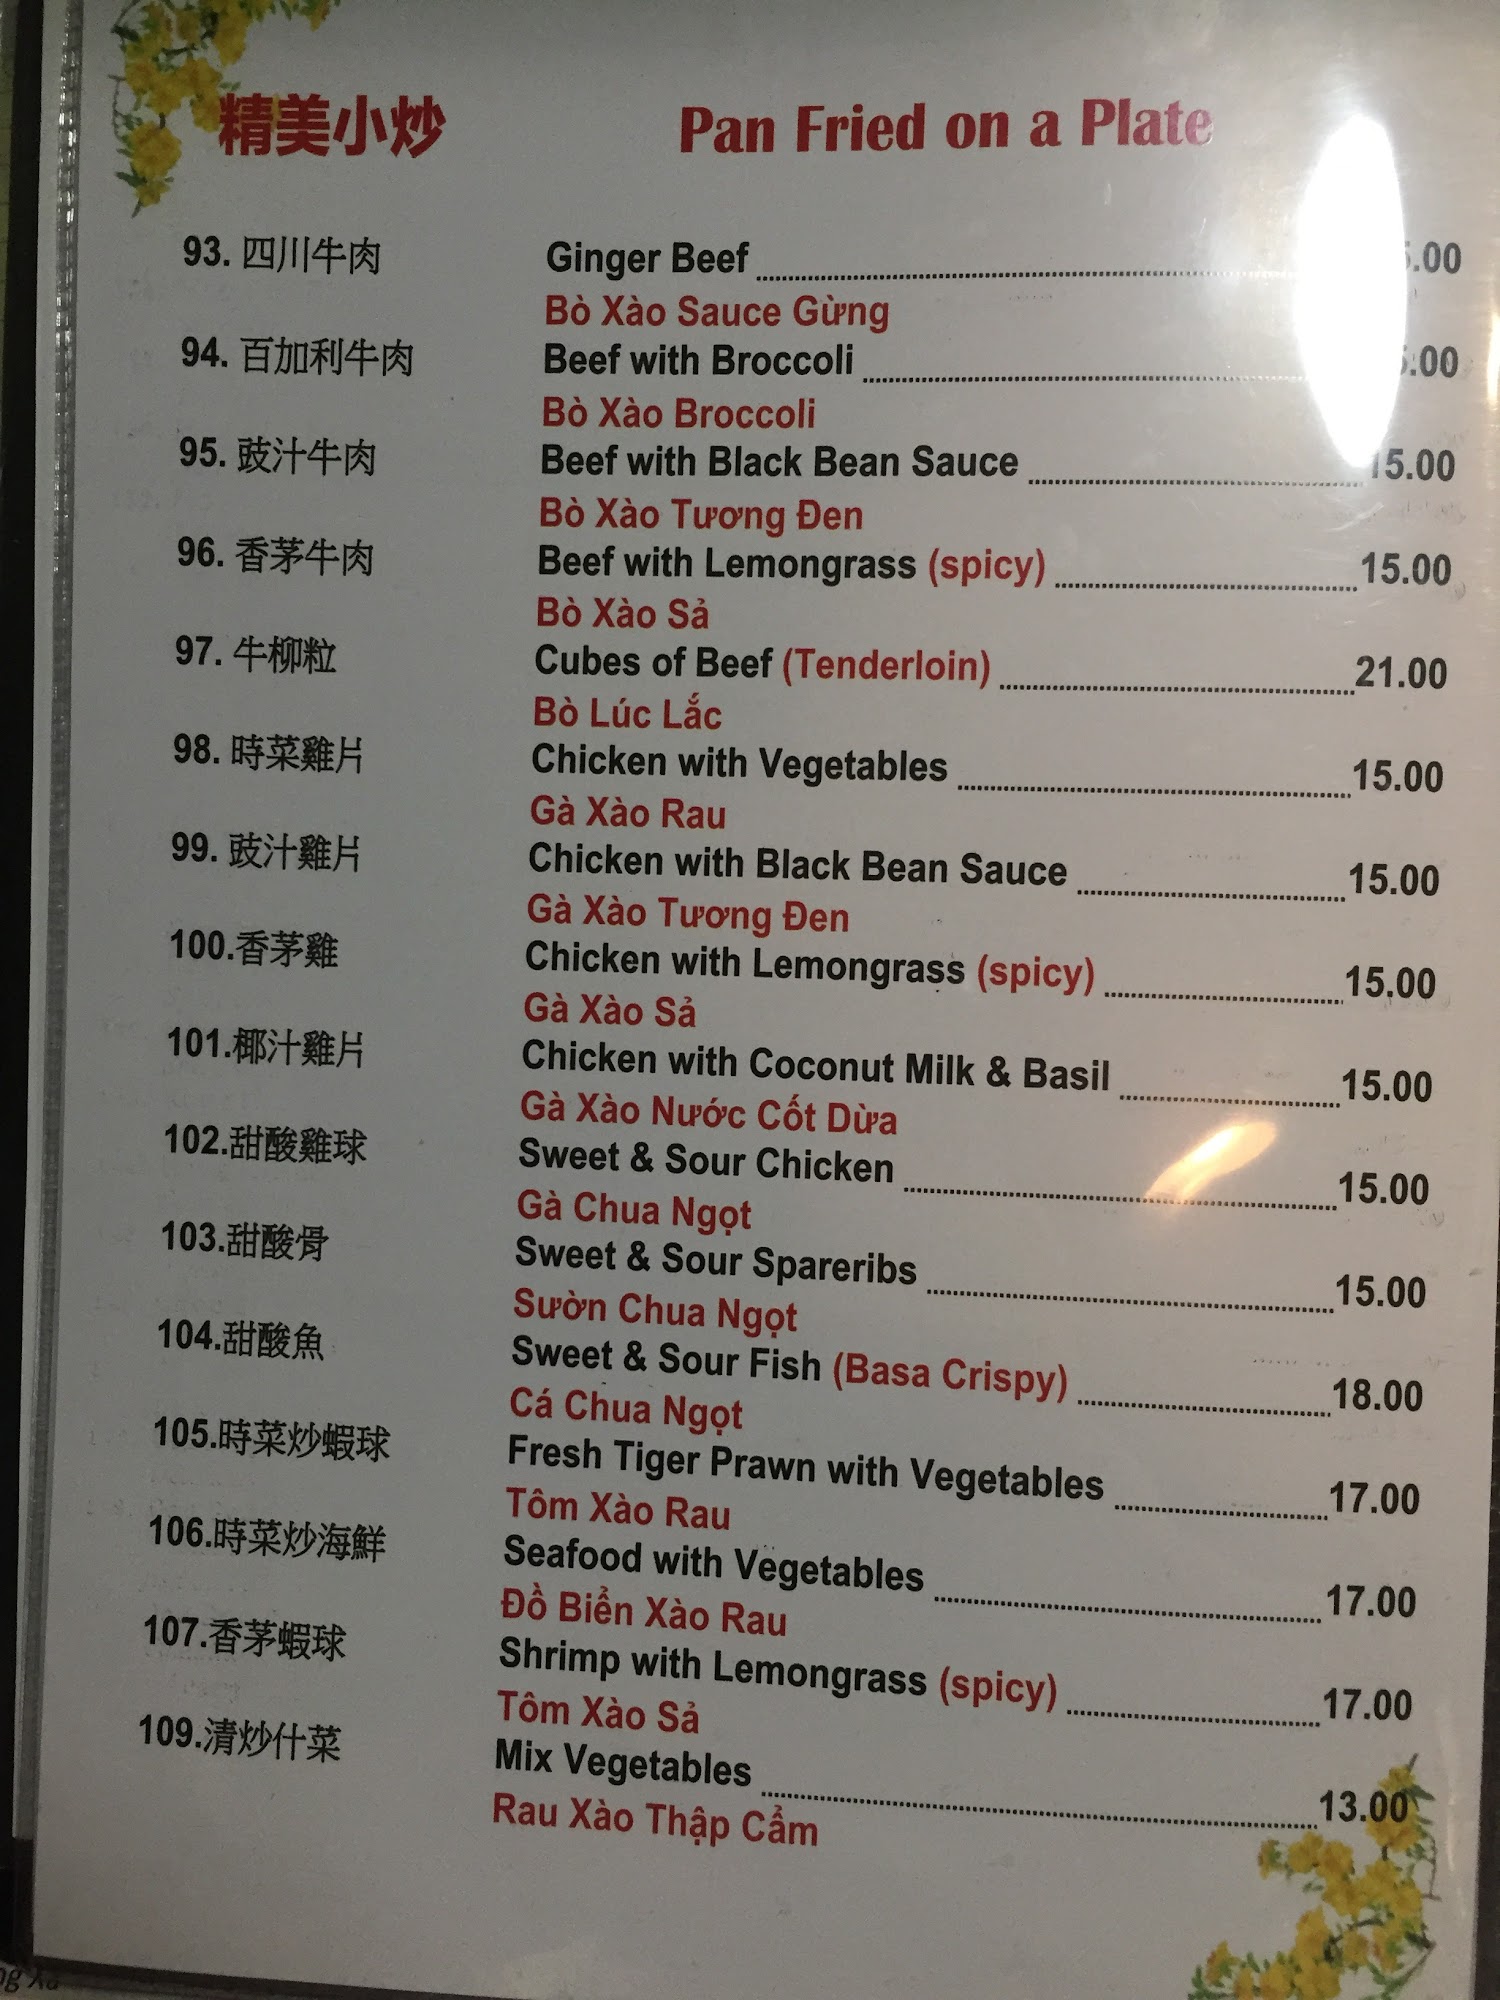 精美小炒 Pan Fried on a Plate
93. 四川牛肉 Ginger Beef .00
Bò Xào Sauce Gừng
94. 百加利牛肉 Beef with Broccoli .00
Bò Xào Broccoli
95. 豉汁牛肉 Beef with Black Bean Sauce 15.00
Bò Xào Tương Đen
96. 香茅牛肉 Beef with Lemongrass (spicy) 15.00
Bò Xào Sả
97. 牛柳粒 Cubes of Beef (Tenderloin) 21.00
Bò Lúc Lắc
98. 時菜雞片 Chicken with Vegetables 15.00
Gà Xào Rau
99. 豉汁雞片 Chicken with Black Bean Sauce 15.00
Gà Xào Tương Đen
100.香茅雞 Chicken with Lemongrass (spicy) 15.00
Gà Xào Sả
101.椰汁雞片 Chicken with Coconut Milk & Basil 15.00
Gà Xào Nước Cốt Dừa
102.甜酸雞球 Sweet & Sour Chicken 15.00
Gà Chua Ngọt
103.甜酸骨 Sweet & Sour Spareribs 15.00
Sườn Chua Ngọt
104.甜酸魚 Sweet & Sour Fish (Basa Crispy) 18.00
Cá Chua Ngọt
105.時菜炒蝦球 Fresh Tiger Prawn with Vegetables 17.00
Tôm Xào Rau
106.時菜炒海鮮 Seafood with Vegetables 17.00
Đồ Biển Xào Rau
107.香茅蝦球 Shrimp with Lemongrass (spicy) 17.00
Tôm Xào Sả
109.清炒什菜 Mix Vegetables 13.00
Rau Xào Thập Cẩm